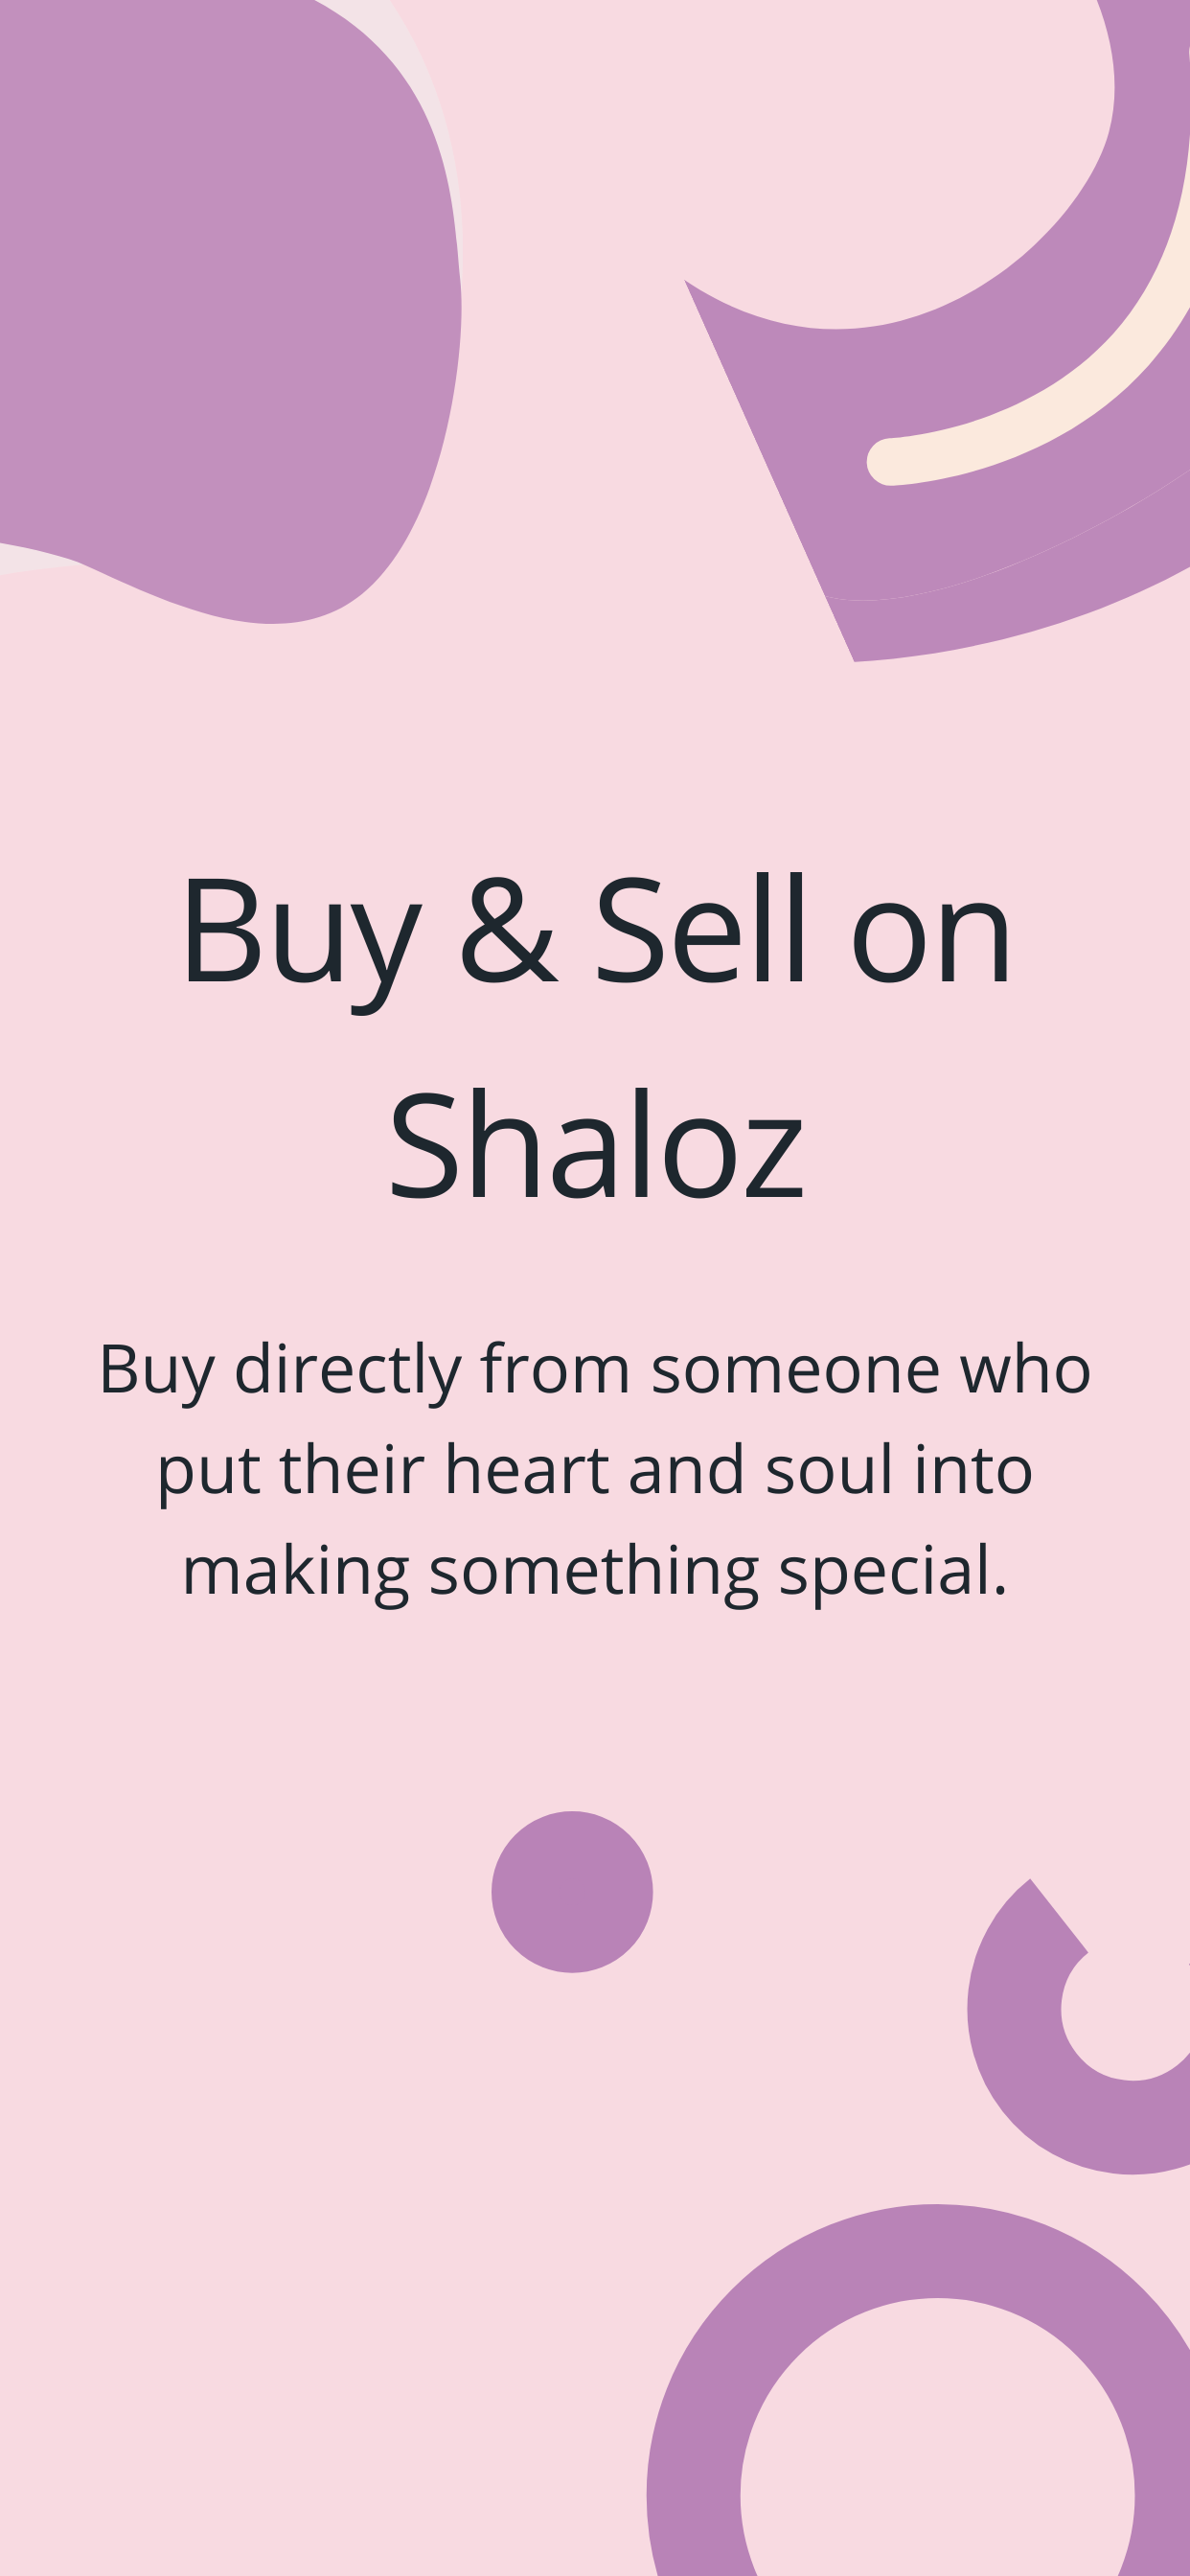 Buy & Sell on
Shaloz
Buy directly from someone who
put their heart and soul into
making something special.